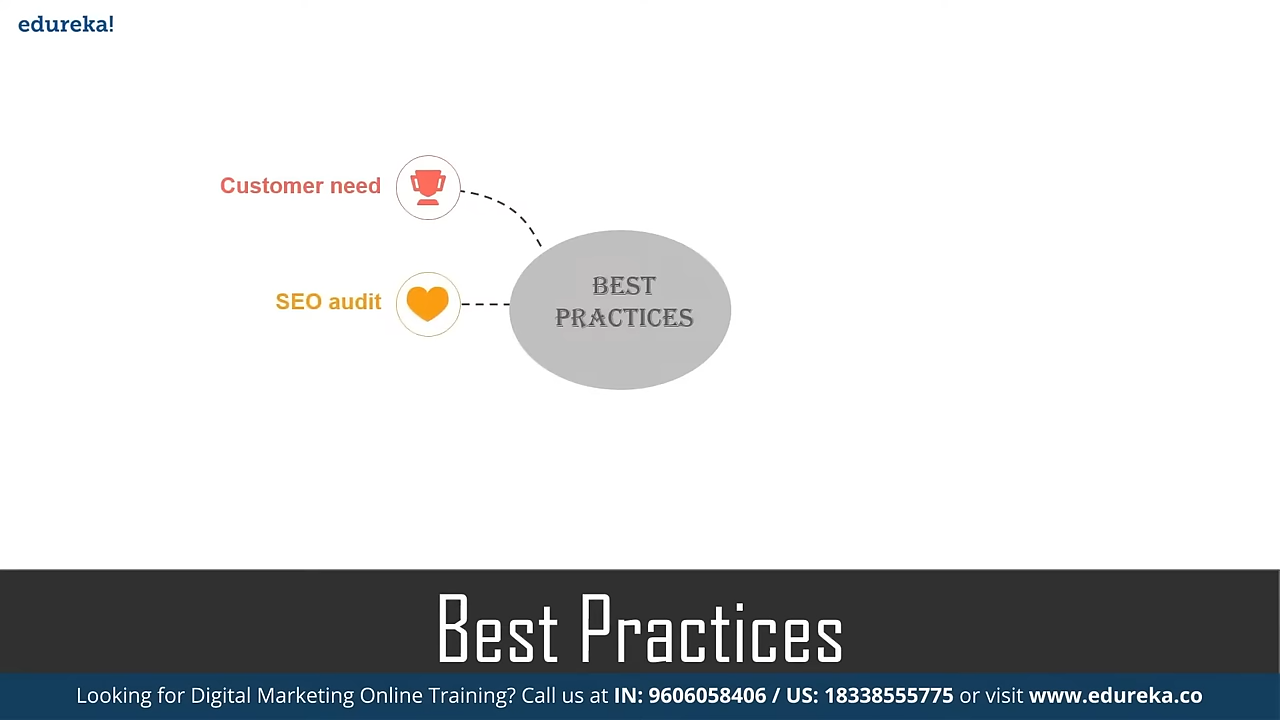 edureka!
Customer need
SEO audit
BEST
PRACTICES
Best Practices
Looking for Digital Marketing Online Training? Call us at IN: 9606058406 / US: 18338555775 or visit www.edureka.co